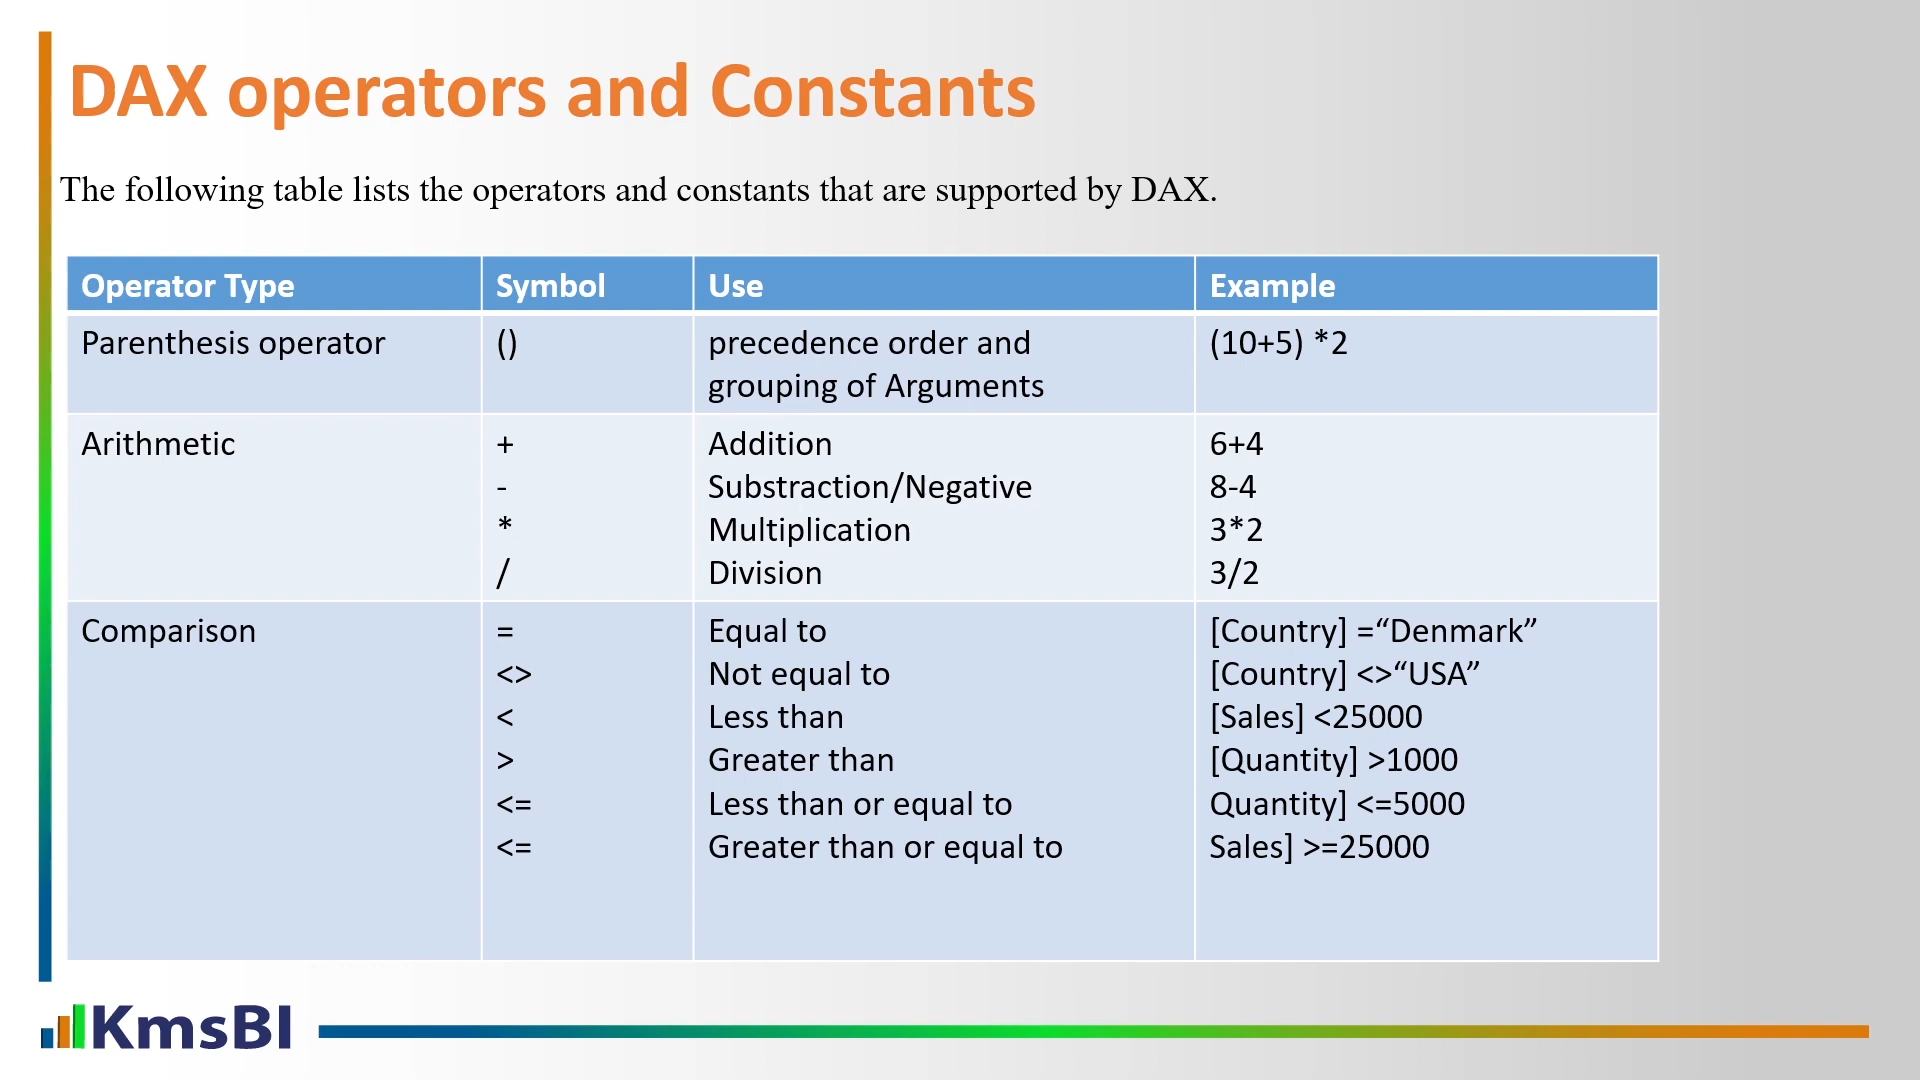 DAX operators and Constants
The following table lists the operators and constants that are supported by DAX.
Operator Type Symbol Use Example
Parenthesis operator () precedence order and (10+5) *2
grouping of Arguments
Arithmetic + Addition 6+4
- Substraction/Negative 8-4
* Multiplication 3*2
/ Division 3/2
Comparison = Equal to [Country] =“Denmark”
<> Not equal to [Country] <>“USA”
< Less than [Sales] <25000
> Greater than [Quantity] >1000
<= Less than or equal to Quantity] <=5000
<= Greater than or equal to Sales] >=25000
KmsBI